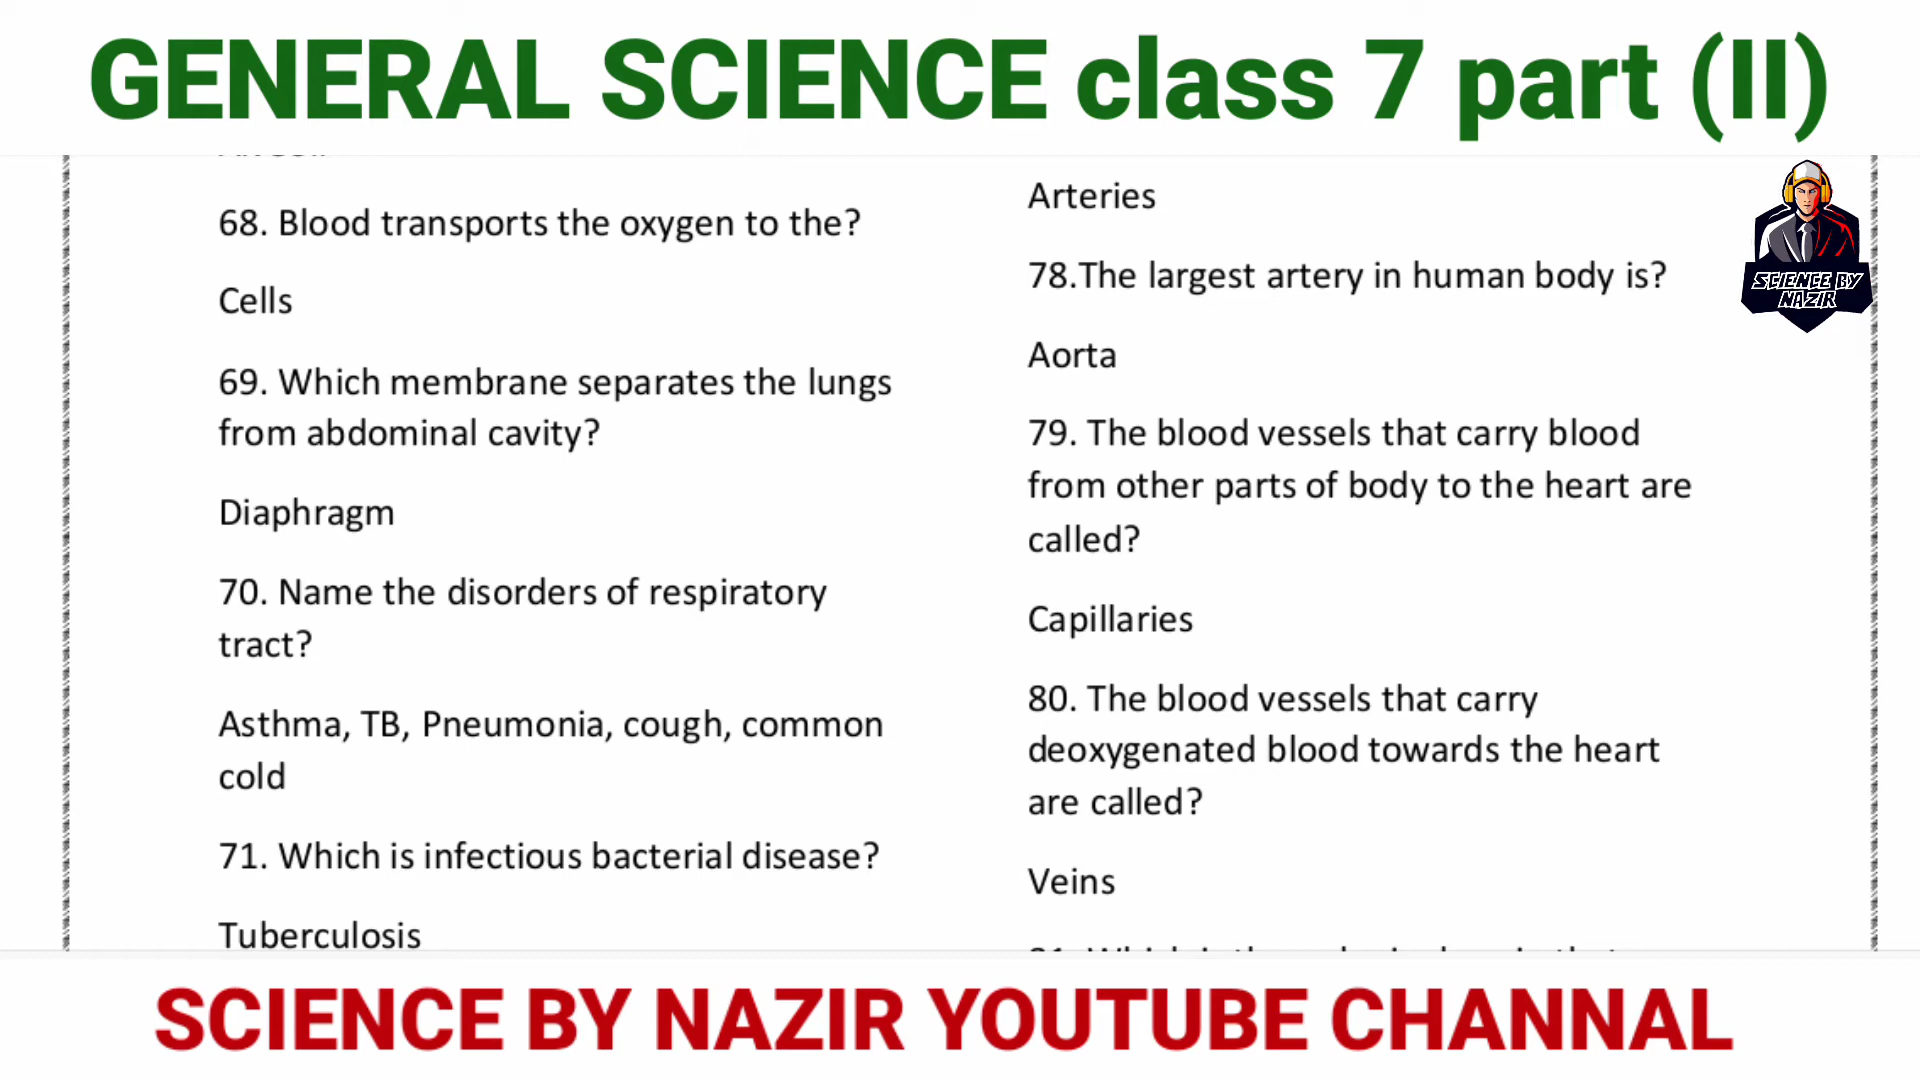 GENERAL SCIENCE class 7 part (II)
68. Blood transports the oxygen to the?
Cells
69. Which membrane separates the lungs
from abdominal cavity?
Diaphragm
70. Name the disorders of respiratory
tract?
Asthma, TB, Pneumonia, cough, common
cold
71. Which is infectious bacterial disease?
Tuberculosis
Arteries
78.The largest artery in human body is?
Aorta
79. The blood vessels that carry blood
from other parts of body to the heart are
called?
Capillaries
80. The blood vessels that carry
deoxygenated blood towards the heart
are called?
Veins
SCIENCE BY
NAZIR
SCIENCE BY NAZIR YOUTUBE CHANNAL